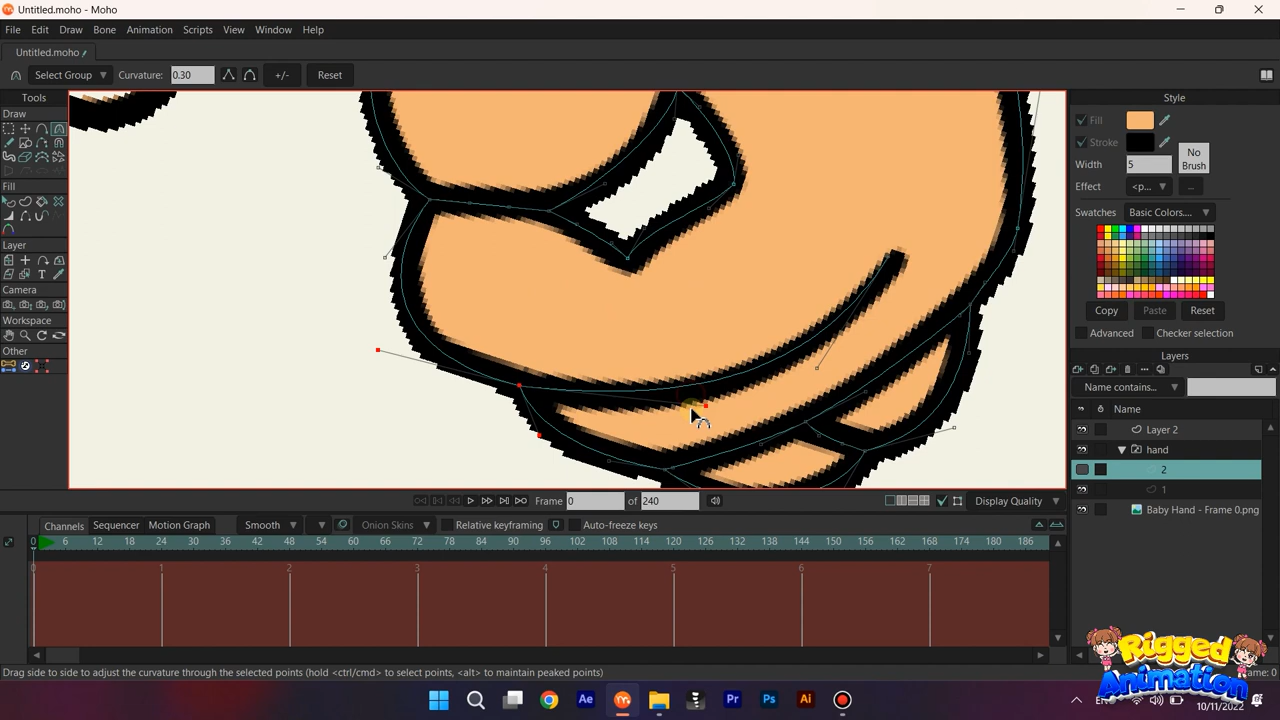 Untitled.moho - Moho
File Edit Draw Bone Animation Scripts View Window Help
Untitled.moho
Select Group Curvature: 0.30 +/- Reset
Tools
Draw
Fill
Layer
Camera
Workspace
Other
Style
Fill
Stroke
Width 5
No Brush
Effect <p... ...
Swatches Basic Colors...
Copy Paste Reset
Advanced Checker selection
Layers
Name contains...
Name
Layer 2
hand
2
1
Baby Hand - Frame 0.png
Frame 0 of 240 Display Quality
Channels Sequencer Motion Graph Smooth Onion Skins Relative keyframing Auto-freeze keys
0 6 12 18 24 30 36 42 48 54 60 66 72 78 84 90 96 102 108 114 120 126 132 138 144 150 156 162 168 174 180 186
0 1 2 3 4 5 6 7
Drag side to side to adjust the curvature through the selected points (hold <ctrl/cmd> to select points, <alt> to maintain peaked points)
Rigged
Animation
10/11/2022